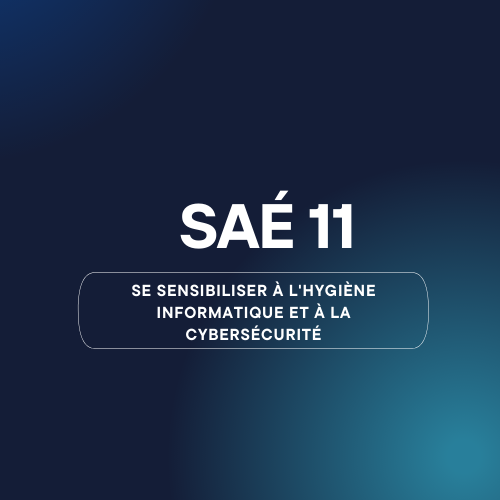 SAÉ 11
SE SENSIBILISER À L'HYGIÈNE
INFORMATIQUE ET À LA
CYBERSÉCURITÉ